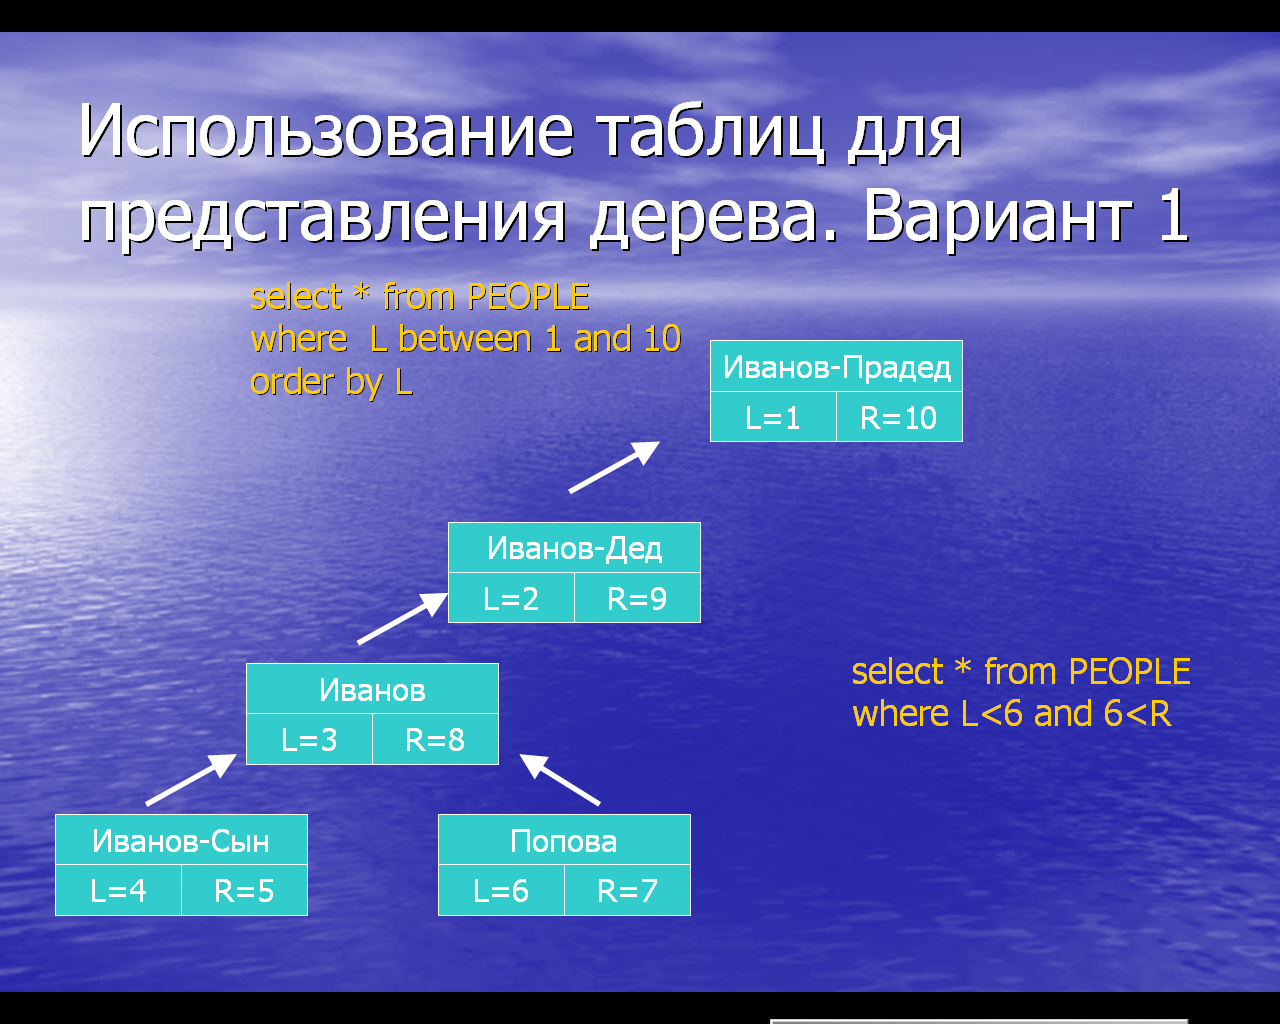 Использование таблиц для
представления дерева. Вариант 1
select * from PEOPLE
where L between 1 and 10
order by L
Иванов-Прадед
L=1 R=10
Иванов-Дед
L=2 R=9
select * from PEOPLE
where L<6 and 6<R
Иванов
L=3 R=8
Иванов-Сын
L=4 R=5
Попова
L=6 R=7